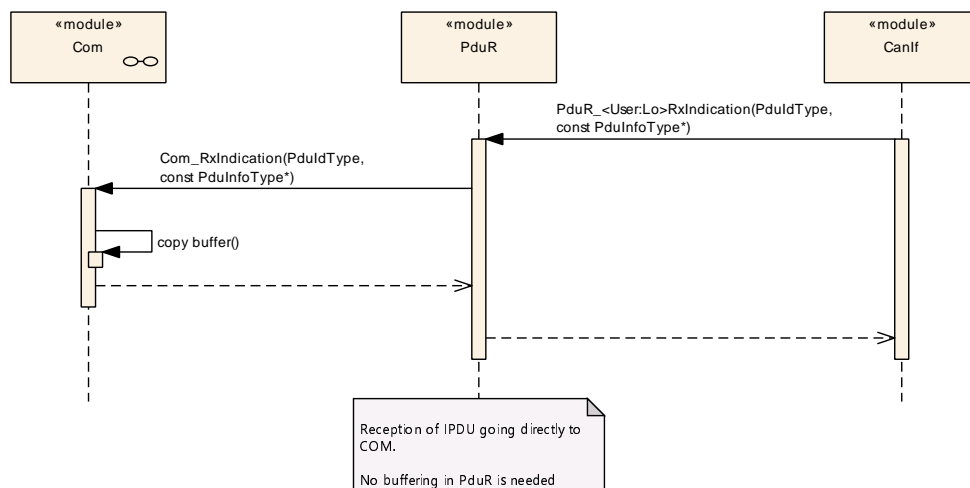 «module»
Com
«module»
PduR
«module»
CanIf
PduR_<User:Lo>RxIndication(PduIdType,
const PduInfoType*)
Com_RxIndication(PduIdType,
const PduInfoType*)
copy buffer()
Reception of IPDU going directly to
COM.
No buffering in PduR is needed